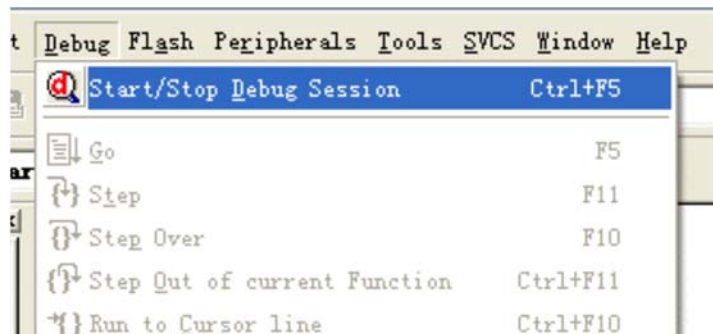 t Debug Flash Peripherals Tools SVCS Window Help
Start/Stop Debug Session Ctrl+F5
Go F5
ar
Step F11
Step Over F10
Step Out of current Function Ctrl+F11
Run to Cursor line Ctrl+F10